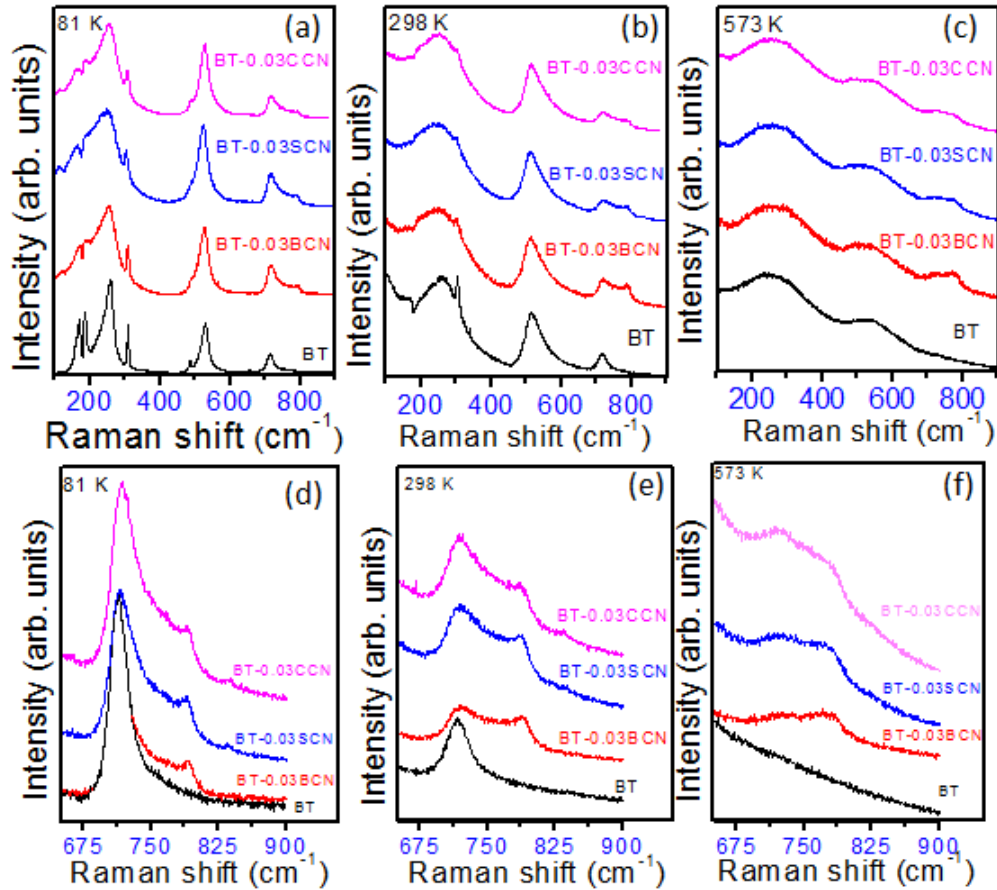 81 K
(a)
BT-0.03CCN
BT-0.03SCN
BT-0.03BCN
BT
Intensity (arb. units)
200 400 600 800
Raman shift (cm⁻¹)
298 K
(b)
BT-0.03CCN
BT-0.03SCN
BT-0.03BCN
BT
Intensity (arb. units)
200 400 600 800
Raman shift (cm⁻¹)
573 K
(c)
BT-0.03CCN
BT-0.03SCN
BT-0.03BCN
BT
Intensity (arb. units)
200 400 600 800
Raman shift (cm⁻¹)
81 K
(d)
BT-0.03CCN
BT-0.03SCN
BT-0.03BCN
BT
Intensity (arb. units)
675 750 825 900
Raman shift (cm⁻¹)
298 K
(e)
BT-0.03CCN
BT-0.03SCN
BT-0.03BCN
BT
Intensity (arb. units)
675 750 825 900
Raman shift (cm⁻¹)
573 K
(f)
BT-0.03CCN
BT-0.03SCN
BT-0.03BCN
BT
Intensity (arb. units)
675 750 825 900
Raman shift (cm⁻¹)